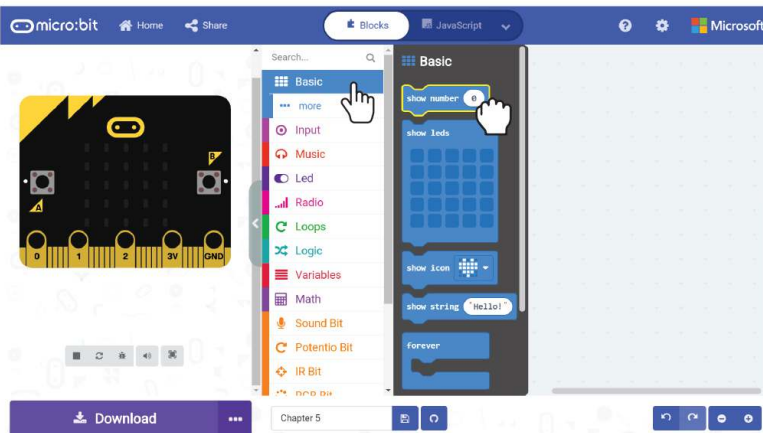 micro:bit Home Share Blocks JavaScript ? Microsoft
Search...
Basic
more
Input
Music
Led
Radio
Loops
Logic
Variables
Math
Sound Bit
Potentio Bit
IR Bit
RGB Bit
Basic
show number 0
show leds
show icon
show string "Hello!"
forever
A
B
0 1 2 3V GND
Download
Chapter 5